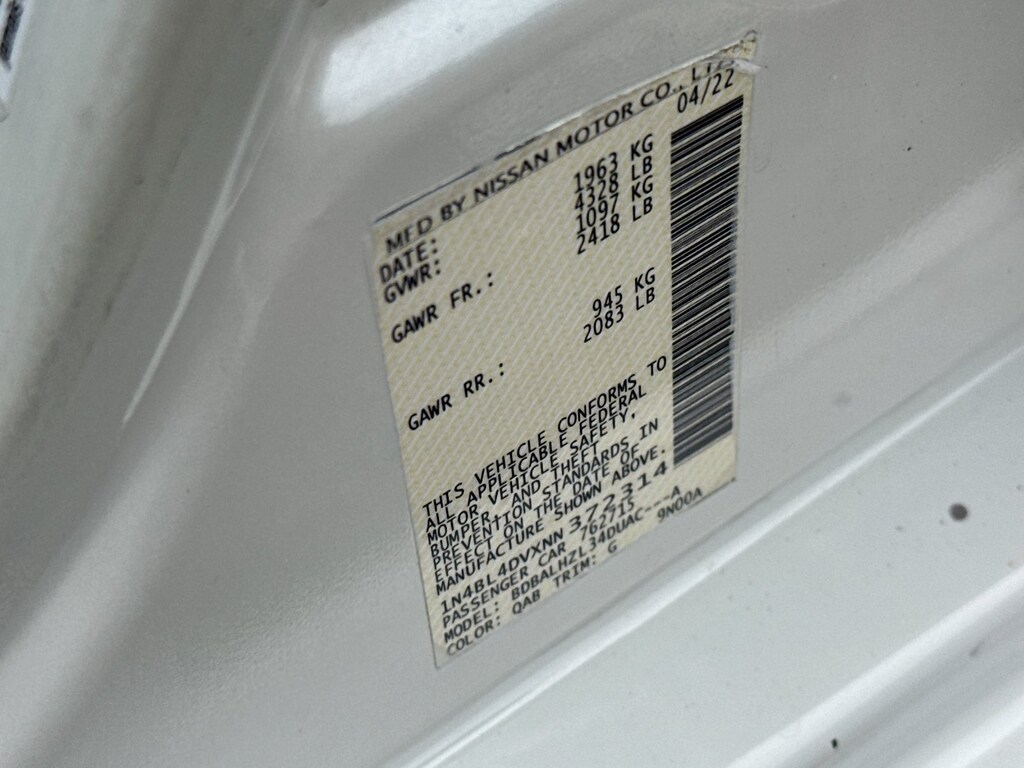 MFD BY NISSAN MOTOR CO., LTD.
DATE: 04/22
GVWR: 1963 KG
4328 LB
GAWR FR.: 1097 KG
2418 LB
GAWR RR.: 945 KG
2083 LB
THIS VEHICLE CONFORMS TO
ALL APPLICABLE FEDERAL
MOTOR VEHICLE SAFETY,
BUMPER, AND THEFT
PREVENTION STANDARDS IN
EFFECT ON THE DATE OF
MANUFACTURE SHOWN ABOVE.
1N4BL4DVXNN 372314
PASSENGER CAR 762715
MODEL: BDBALHZL34DUAC---A
COLOR: QAB TRIM: G 9N00A